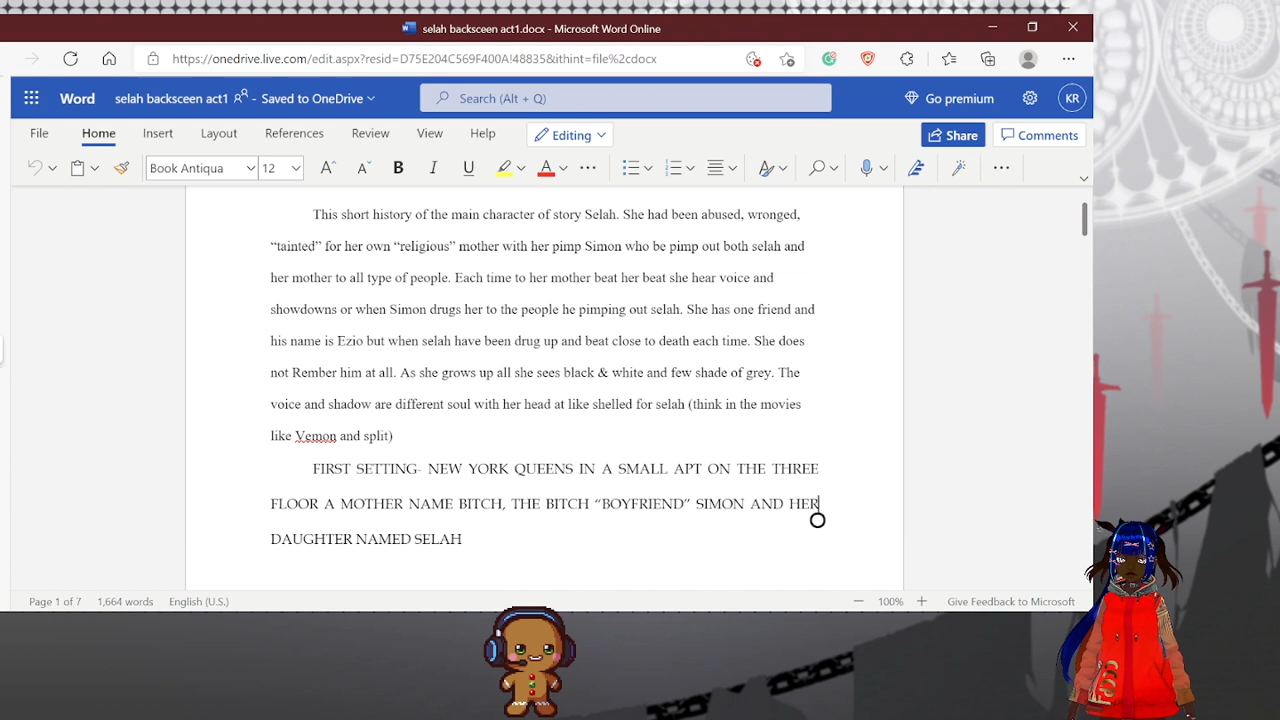 selah backsceen act1.docx - Microsoft Word Online
https://onedrive.live.com/edit.aspx?resid=D75E204C569F400A!48835&ithint=file%2cdocx
Word selah backsceen act1 - Saved to OneDrive Search (Alt + Q) Go premium KR
File Home Insert Layout References Review View Help Editing Share Comments
Book Antiqua 12 A A B I U A
This short history of the main character of story Selah. She had been abused, wronged,
“tainted” for her own “religious” mother with her pimp Simon who be pimp out both selah and
her mother to all type of people. Each time to her mother beat her beat she hear voice and
showdowns or when Simon drugs her to the people he pimping out selah. She has one friend and
his name is Ezio but when selah have been drug up and beat close to death each time. She does
not Rember him at all. As she grows up all she sees black & white and few shade of grey. The
voice and shadow are different soul with her head at like shelled for selah (think in the movies
like Vemon and split)
FIRST SETTING- NEW YORK QUEENS IN A SMALL APT ON THE THREE
FLOOR A MOTHER NAME BITCH, THE BITCH “BOYFRIEND” SIMON AND HER
DAUGHTER NAMED SELAH
Page 1 of 7 1,664 words English (U.S.) 100% Give Feedback to Microsoft